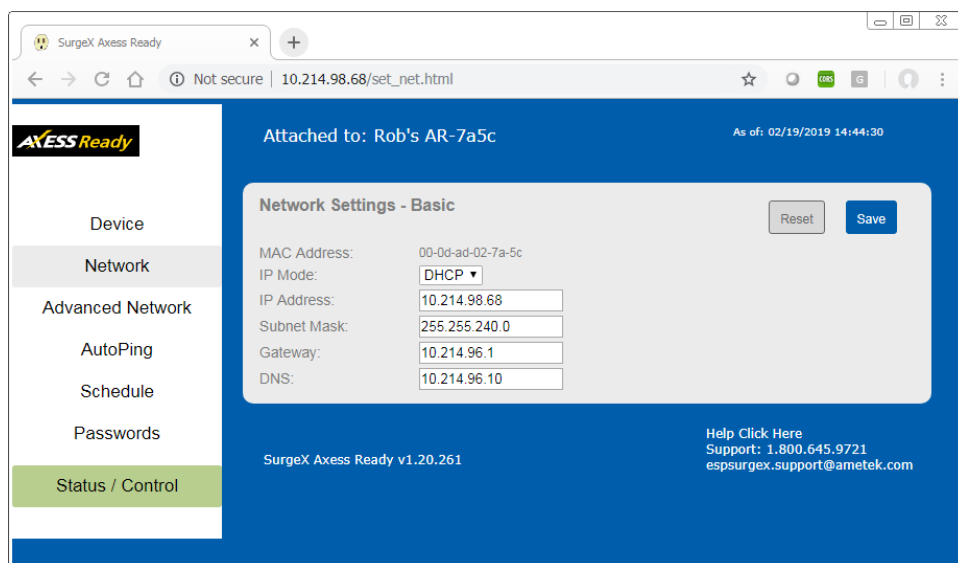 SurgeX Axess Ready
Not secure | 10.214.98.68/set_net.html
CORS
G
AXESS Ready
Attached to: Rob's AR-7a5c
As of: 02/19/2019 14:44:30
Device
Network
Advanced Network
AutoPing
Schedule
Passwords
Status / Control
Network Settings - Basic
Reset
Save
MAC Address: 00-0d-ad-02-7a-5c
IP Mode: DHCP
IP Address: 10.214.98.68
Subnet Mask: 255.255.240.0
Gateway: 10.214.96.1
DNS: 10.214.96.10
SurgeX Axess Ready v1.20.261
Help Click Here
Support: 1.800.645.9721
espsurgex.support@ametek.com